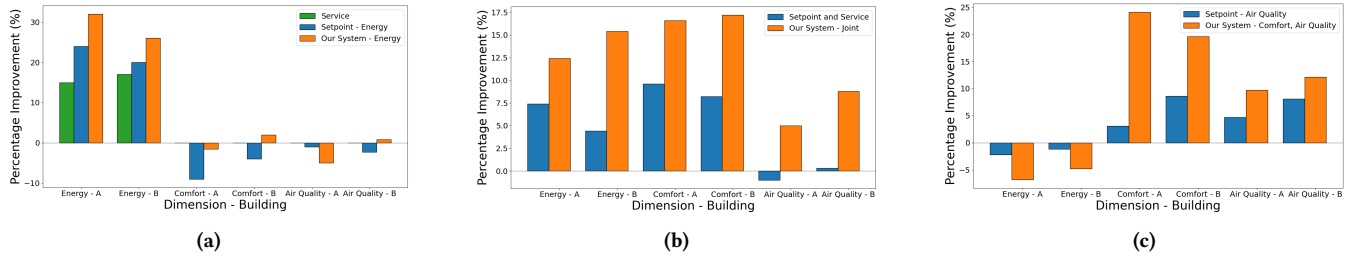 Percentage Improvement (%)
30
20
10
0
−10
Service
Setpoint - Energy
Our System - Energy
Energy - A
Energy - B
Comfort - A
Comfort - B
Air Quality - A
Air Quality - B
Dimension - Building
(a)
Percentage Improvement (%)
17.5
15.0
12.5
10.0
7.5
5.0
2.5
0.0
Setpoint and Service
Our System - Joint
Energy - A
Energy - B
Comfort - A
Comfort - B
Air Quality - A
Air Quality - B
Dimension - Building
(b)
Percentage Improvement (%)
25
20
15
10
5
0
−5
Setpoint - Air Quality
Our System - Comfort, Air Quality
Energy - A
Energy - B
Comfort - A
Comfort - B
Air Quality - A
Air Quality - B
Dimension - Building
(c)